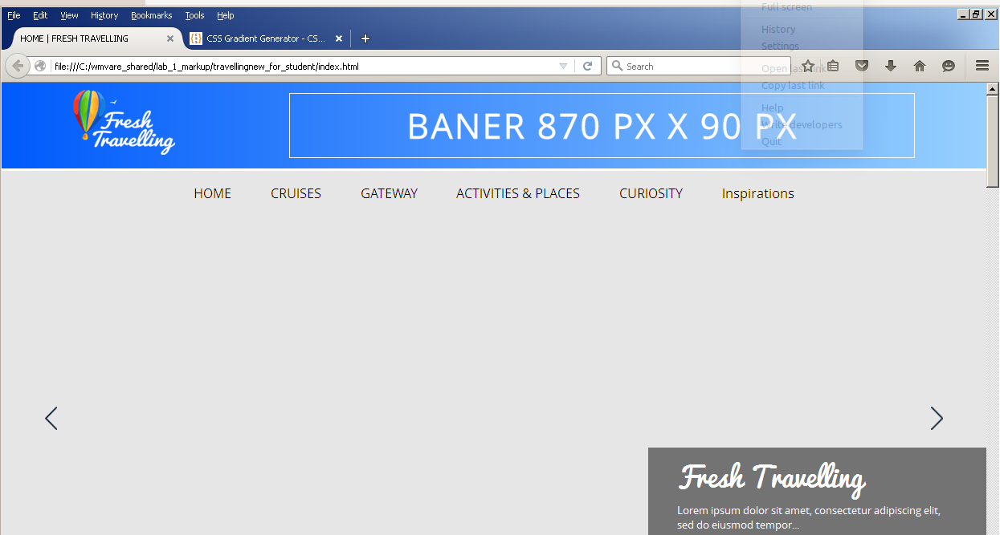 Full screen
File Edit View History Bookmarks Tools Help
History
HOME | FRESH TRAVELLING
CSS Gradient Generator - CS...
Settings
file:///C:/wmvare_shared/lab_1_markup/travellingnew_for_student/index.html
Search
Open last link
Copy last link
Fresh
Travelling
BANER 870 PX X 90 PX
Help
Write developers
Quit
HOME CRUISES GATEWAY ACTIVITIES & PLACES CURIOSITY Inspirations
Fresh Travelling
Lorem ipsum dolor sit amet, consectetur adipiscing elit,
sed do eiusmod tempor...